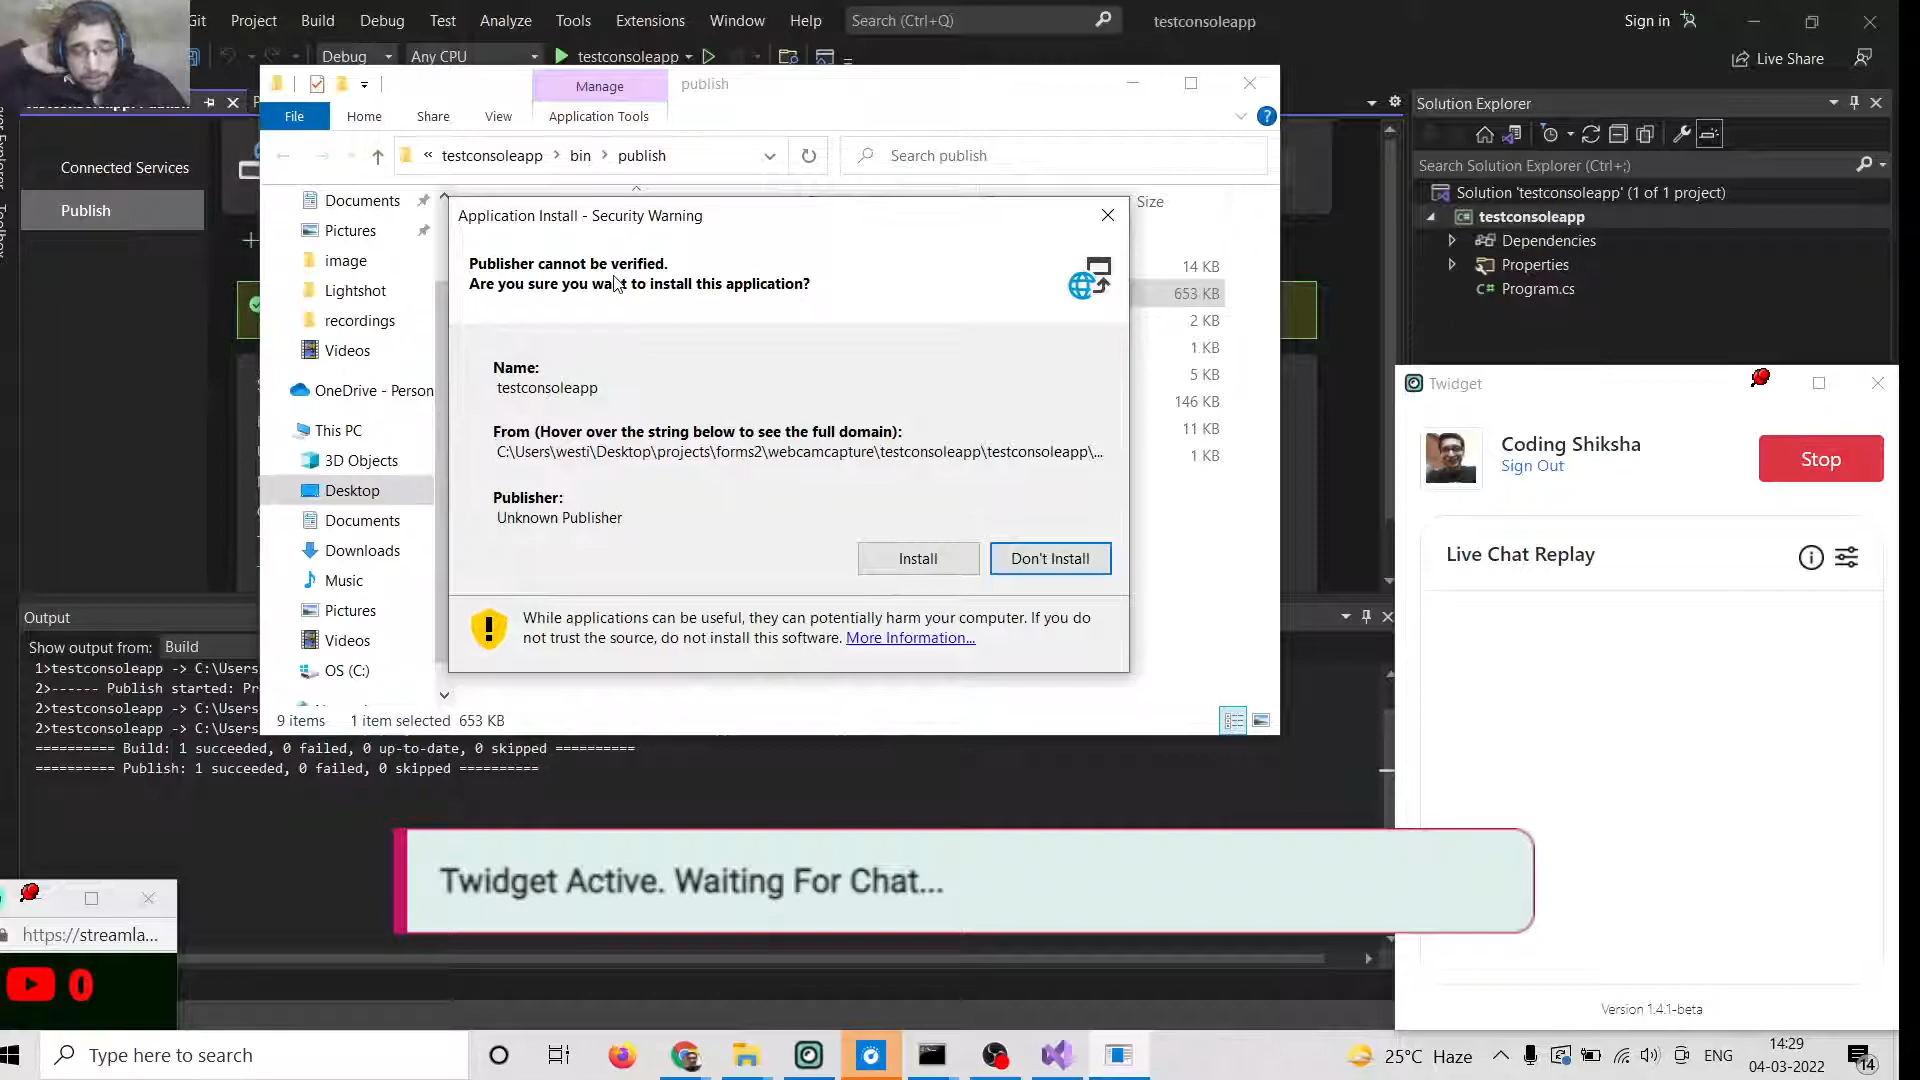 Git Project Build Debug Test Analyze Tools Extensions Window Help Search (Ctrl+Q) testconsoleapp Sign in
Debug Any CPU testconsoleapp Live Share
Manage publish
File Home Share View Application Tools
« testconsoleapp > bin > publish Search publish
Connected Services
Publish
Documents
Pictures
image
Lightshot
recordings
Videos
OneDrive - Person
This PC
3D Objects
Desktop
Documents
Downloads
Music
Pictures
Videos
OS (C:)
9 items 1 item selected 653 KB
Size
14 KB
653 KB
2 KB
1 KB
5 KB
146 KB
11 KB
1 KB
Application Install - Security Warning
Publisher cannot be verified.
Are you sure you want to install this application?
Name:
testconsoleapp
From (Hover over the string below to see the full domain):
C:\Users\westi\Desktop\projects\forms2\webcamcapture\testconsoleapp\testconsoleapp\...
Publisher:
Unknown Publisher
Install Don't Install
While applications can be useful, they can potentially harm your computer. If you do
not trust the source, do not install this software. More Information...
Solution Explorer
Search Solution Explorer (Ctrl+;)
Solution 'testconsoleapp' (1 of 1 project)
testconsoleapp
Dependencies
Properties
C# Program.cs
Twidget
Coding Shiksha
Sign Out
Stop
Live Chat Replay
Version 1.4.1-beta
Output
Show output from: Build
1>testconsoleapp -> C:\Users
2>------ Publish started: Pr
2>testconsoleapp -> C:\Users
2>testconsoleapp -> C:\Users
========== Build: 1 succeeded, 0 failed, 0 up-to-date, 0 skipped ==========
========== Publish: 1 succeeded, 0 failed, 0 skipped ==========
Twidget Active. Waiting For Chat...
https://streamla...
0
Type here to search
25°C Haze
ENG
14:29
04-03-2022
14